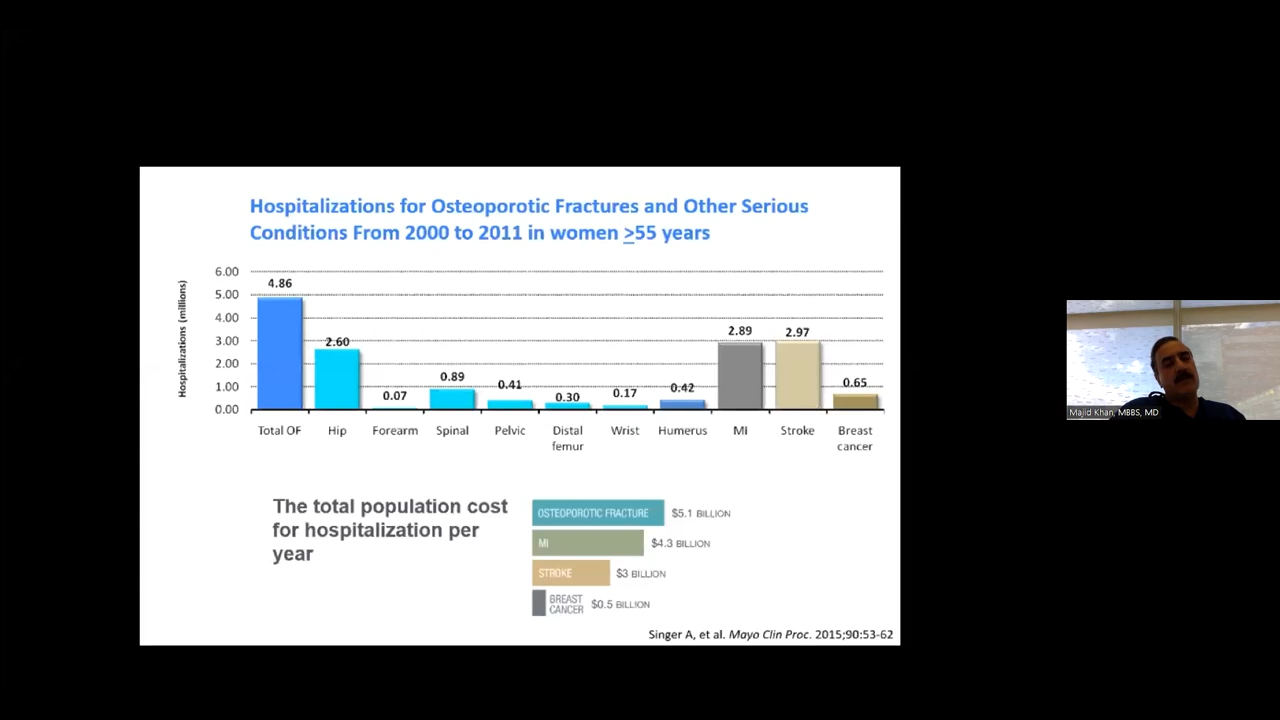 Hospitalizations for Osteoporotic Fractures and Other Serious
Conditions From 2000 to 2011 in women >55 years
Hospitalizations (millions)
6.00
5.00
4.00
3.00
2.00
1.00
0.00
4.86
2.60
0.07
0.89
0.41
0.30
0.17
0.42
2.89
2.97
0.65
Total OF
Hip
Forearm
Spinal
Pelvic
Distal
femur
Wrist
Humerus
MI
Stroke
Breast
cancer
The total population cost
for hospitalization per
year
OSTEOPOROTIC FRACTURE $5.1 BILLION
MI $4.3 BILLION
STROKE $3 BILLION
BREAST
CANCER $0.5 BILLION
Singer A, et al. Mayo Clin Proc. 2015;90:53-62
Majid Khan, MBBS, MD